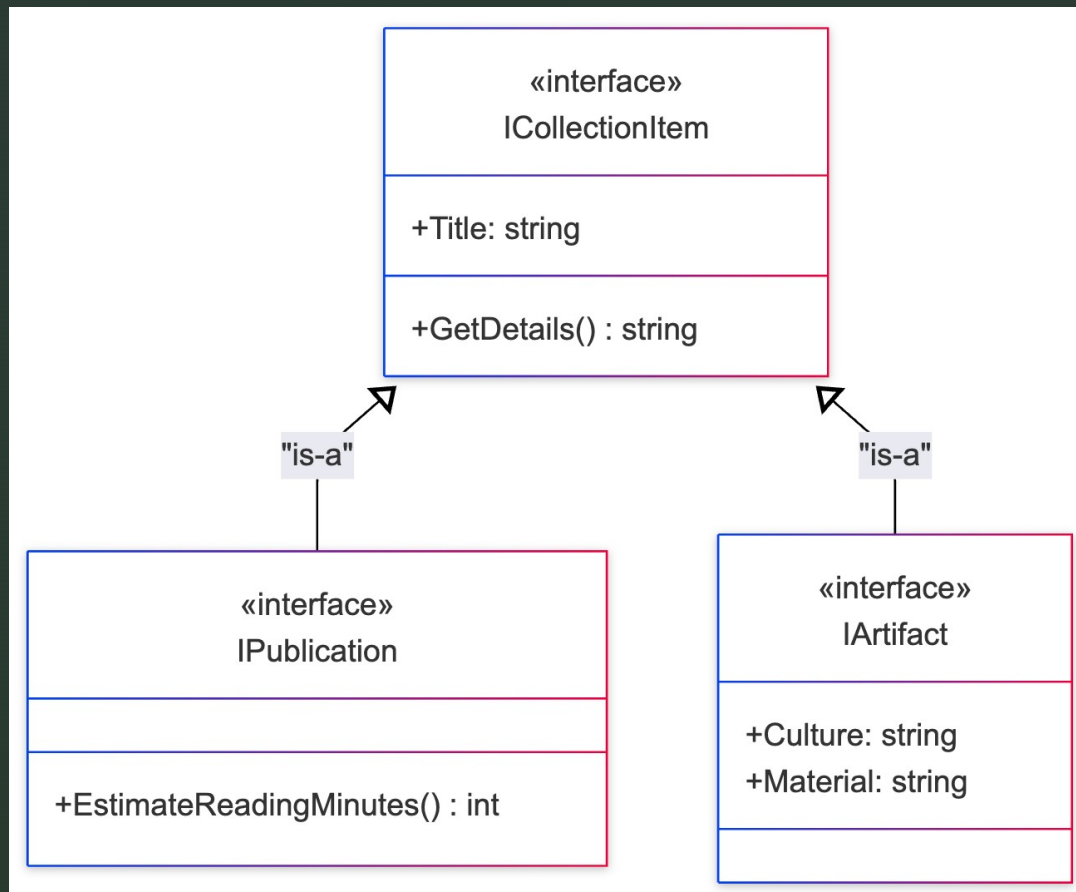 «interface»
ICollectionItem
+Title: string
+GetDetails() : string
"is-a"
"is-a"
«interface»
IPublication
+EstimateReadingMinutes() : int
«interface»
IArtifact
+Culture: string
+Material: string